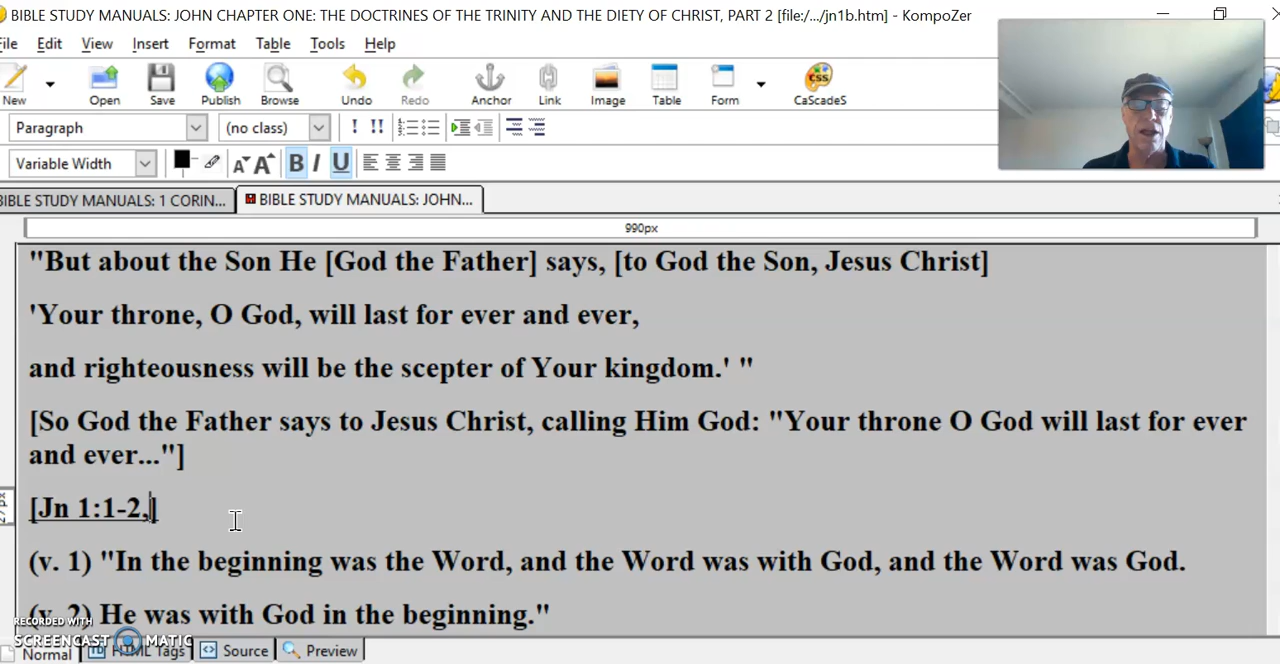 BIBLE STUDY MANUALS: JOHN CHAPTER ONE: THE DOCTRINES OF THE TRINITY AND THE DIETY OF CHRIST, PART 2 [file:/.../jn1b.htm] - KompoZer
File Edit View Insert Format Table Tools Help
New Open Save Publish Browse Undo Redo Anchor Link Image Table Form CaScadeS
Paragraph (no class) ! !!
Variable Width A A B I U
BIBLE STUDY MANUALS: 1 CORIN... BIBLE STUDY MANUALS: JOHN...
990px
"But about the Son He [God the Father] says, [to God the Son, Jesus Christ]
'Your throne, O God, will last for ever and ever,
and righteousness will be the scepter of Your kingdom.' "
[So God the Father says to Jesus Christ, calling Him God: "Your throne O God will last for ever
and ever..."]
[Jn 1:1-2,]
(v. 1) "In the beginning was the Word, and the Word was with God, and the Word was God.
(v. 2) He was with God in the beginning."
RECORDED WITH
SCREENCAST MATIC
Normal HTML Tags Source Preview